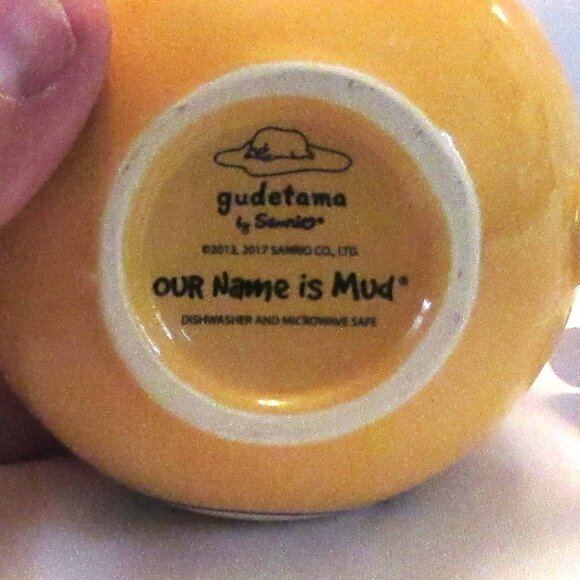 gudetama
by Sanrio®
©2013, 2017 SANRIO CO., LTD.
OUR Name is Mud®
DISHWASHER AND MICROWAVE SAFE